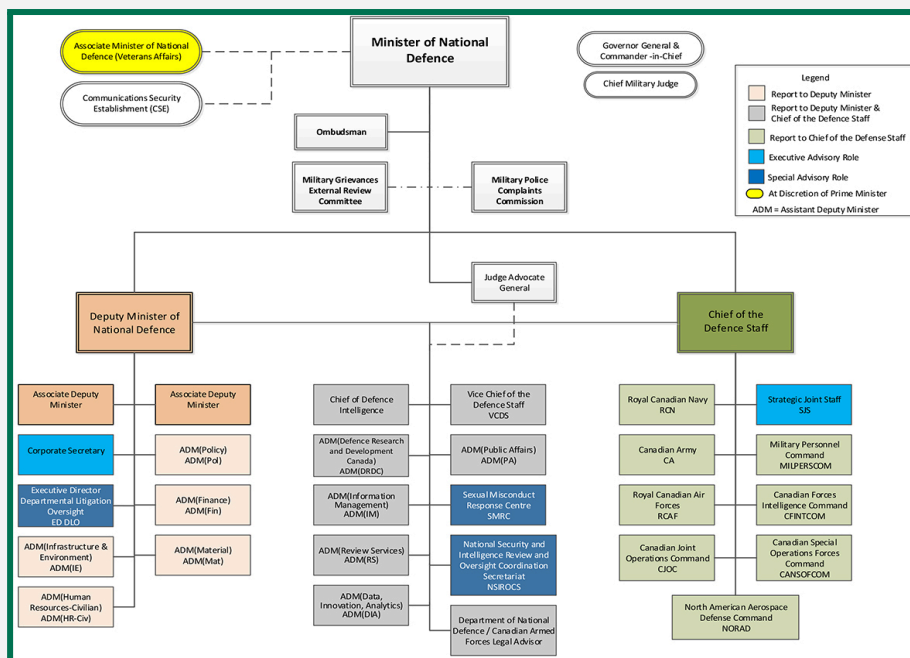 Minister of National
Defence
Associate Minister of National
Defence (Veterans Affairs)
Communications Security
Establishment (CSE)
Governor General &
Commander -in-Chief
Chief Military Judge
Legend
Report to Deputy Minister
Report to Deputy Minister &
Chief of the Defence Staff
Report to Chief of the Defense Staff
Executive Advisory Role
Special Advisory Role
At Discretion of Prime Minister
ADM = Assistant Deputy Minister
Ombudsman
Military Grievances
External Review
Committee
Military Police
Complaints
Commission
Judge Advocate
General
Deputy Minister of
National Defence
Chief of the
Defence Staff
Associate Deputy
Minister
Associate Deputy
Minister
Corporate Secretary
ADM(Policy)
ADM(Pol)
Executive Director
Departmental Litigation
Oversight
ED DLO
ADM(Finance)
ADM(Fin)
ADM(Infrastructure &
Environment)
ADM(IE)
ADM(Material)
ADM(Mat)
ADM(Human
Resources-Civilian)
ADM(HR-Civ)
Chief of Defence
Intelligence
Vice Chief of the
Defence Staff
VCDS
ADM(Defence Research
and Development
Canada)
ADM(DRDC)
ADM(Public Affairs)
ADM(PA)
ADM(Information
Management)
ADM(IM)
Sexual Misconduct
Response Centre
SMRC
ADM(Review Services)
ADM(RS)
National Security and
Intelligence Review and
Oversight Coordination
Secretariat
NSIROCS
ADM(Data,
Innovation, Analytics)
ADM(DIA)
Department of National
Defence / Canadian Armed
Forces Legal Advisor
Royal Canadian Navy
RCN
Strategic Joint Staff
SJS
Canadian Army
CA
Military Personnel
Command
MILPERSCOM
Royal Canadian Air
Forces
RCAF
Canadian Forces
Intelligence Command
CFINTCOM
Canadian Joint
Operations Command
CJOC
Canadian Special
Operations Forces
Command
CANSOFCOM
North American Aerospace
Defense Command
NORAD